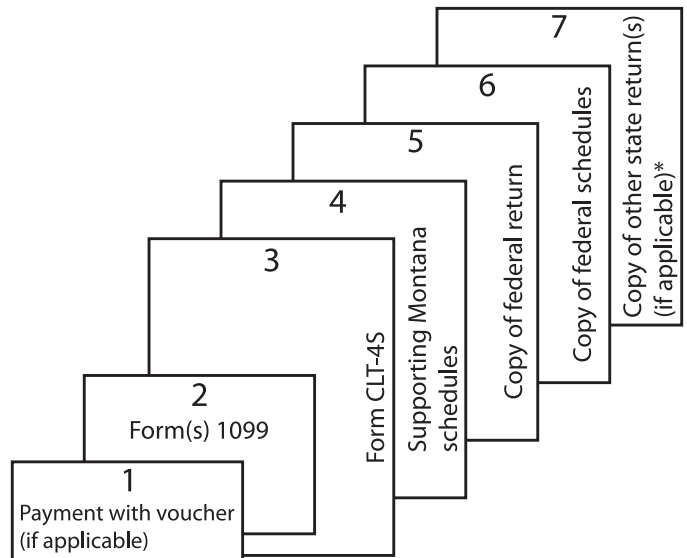 1
Payment with voucher
(if applicable)
2
Form(s) 1099
3
Form CLT-4S
4
Supporting Montana
schedules
5
Copy of federal return
6
Copy of federal schedules
7
Copy of other state return(s)
(if applicable)*